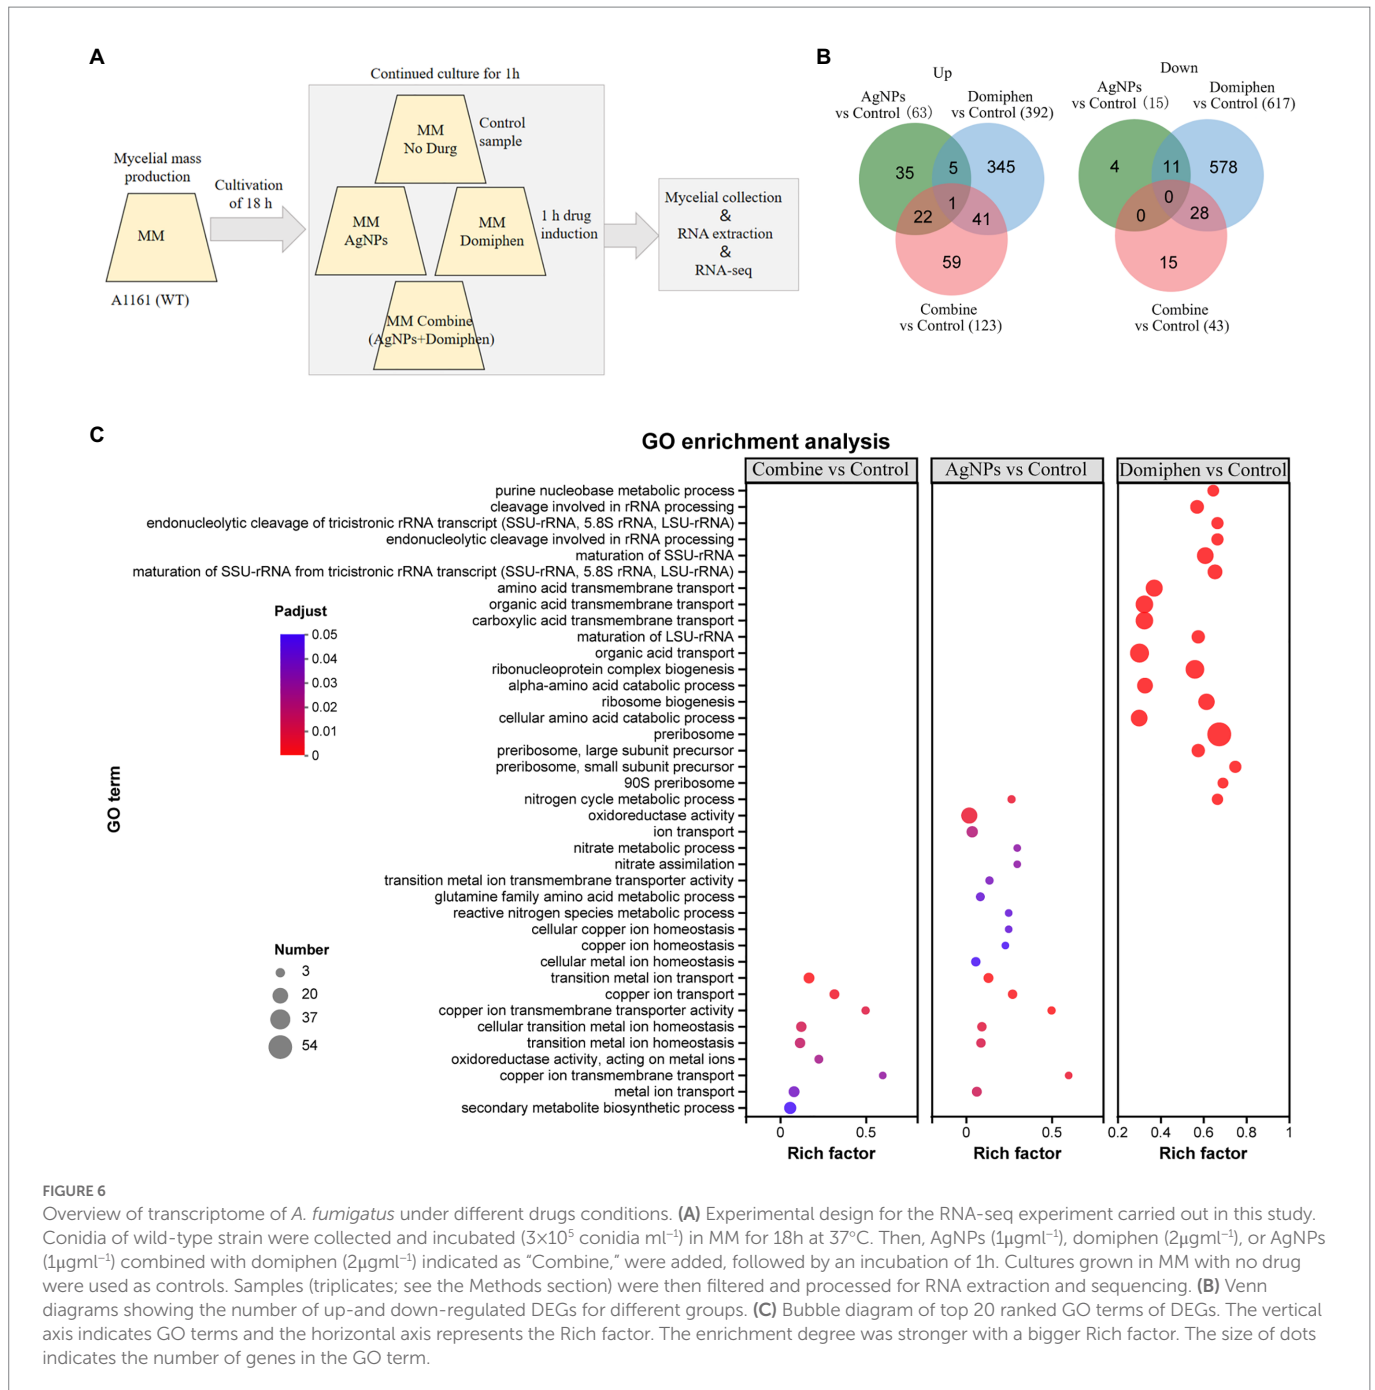 A
Continued culture for 1h
MM
No Durg
Control
sample
Mycelial mass
production
Cultivation
of 18 h
MM
A1161 (WT)
MM
AgNPs
MM
Domiphen
1 h drug
induction
MM Combine
(AgNPs+Domiphen)
Mycelial collection
&
RNA extraction
&
RNA-seq
B
Up
AgNPs
vs Control (63)
Domiphen
vs Control (392)
35
5
345
1
22
41
59
Combine
vs Control (123)
Down
AgNPs
vs Control (15)
Domiphen
vs Control (617)
4
11
578
0
0
28
15
Combine
vs Control (43)
C
GO enrichment analysis
Combine vs Control
AgNPs vs Control
Domiphen vs Control
purine nucleobase metabolic process
cleavage involved in rRNA processing
endonucleolytic cleavage of tricistronic rRNA transcript (SSU-rRNA, 5.8S rRNA, LSU-rRNA)
endonucleolytic cleavage involved in rRNA processing
maturation of SSU-rRNA
maturation of SSU-rRNA from tricistronic rRNA transcript (SSU-rRNA, 5.8S rRNA, LSU-rRNA)
amino acid transmembrane transport
organic acid transmembrane transport
carboxylic acid transmembrane transport
maturation of LSU-rRNA
organic acid transport
ribonucleoprotein complex biogenesis
alpha-amino acid catabolic process
ribosome biogenesis
cellular amino acid catabolic process
preribosome
preribosome, large subunit precursor
preribosome, small subunit precursor
90S preribosome
nitrogen cycle metabolic process
oxidoreductase activity
ion transport
nitrate metabolic process
nitrate assimilation
transition metal ion transmembrane transporter activity
glutamine family amino acid metabolic process
reactive nitrogen species metabolic process
cellular copper ion homeostasis
copper ion homeostasis
cellular metal ion homeostasis
transition metal ion transport
copper ion transport
copper ion transmembrane transporter activity
cellular transition metal ion homeostasis
transition metal ion homeostasis
oxidoreductase activity, acting on metal ions
copper ion transmembrane transport
metal ion transport
secondary metabolite biosynthetic process
Padjust
0.05
0.04
0.03
0.02
0.01
0
GO term
Number
3
20
37
54
0
0.5
0
0.5
0.2
0.4
0.6
0.8
1
Rich factor
Rich factor
Rich factor
FIGURE 6
Overview of transcriptome of A. fumigatus under different drugs conditions. (A) Experimental design for the RNA-seq experiment carried out in this study.
Conidia of wild-type strain were collected and incubated (3×10⁵ conidia ml⁻¹) in MM for 18h at 37°C. Then, AgNPs (1μgml⁻¹), domiphen (2μgml⁻¹), or AgNPs
(1μgml⁻¹) combined with domiphen (2μgml⁻¹) indicated as “Combine,” were added, followed by an incubation of 1h. Cultures grown in MM with no drug
were used as controls. Samples (triplicates; see the Methods section) were then filtered and processed for RNA extraction and sequencing. (B) Venn
diagrams showing the number of up-and down-regulated DEGs for different groups. (C) Bubble diagram of top 20 ranked GO terms of DEGs. The vertical
axis indicates GO terms and the horizontal axis represents the Rich factor. The enrichment degree was stronger with a bigger Rich factor. The size of dots
indicates the number of genes in the GO term.